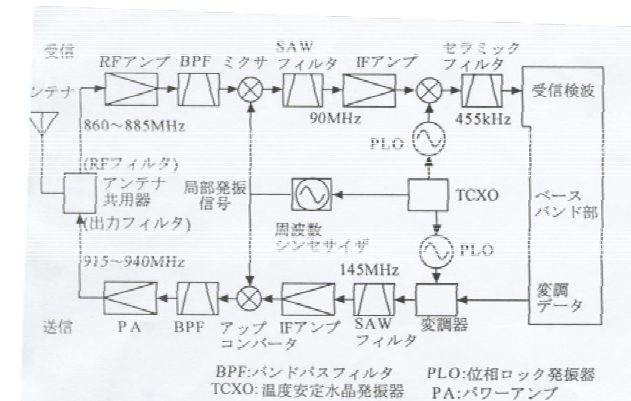 受信
RFアンプ
BPF
ミクサ
SAW
フィルタ
IFアンプ
セラミック
フィルタ
受信検波
ンテナ
860～885MHz
90MHz
455kHz
PLO
(RFフィルタ)
アンテナ
共用器
(出力フィルタ)
局部発振
信号
周波数
シンセサイザ
TCXO
ベース
バンド部
PLO
915～940MHz
145MHz
変調
データ
送信
PA
BPF
アップ
コンバータ
IFアンプ
SAW
フィルタ
変調器
BPF:バンドパスフィルタ
PLO:位相ロック発振器
TCXO:温度安定水晶発振器
PA:パワーアンプ